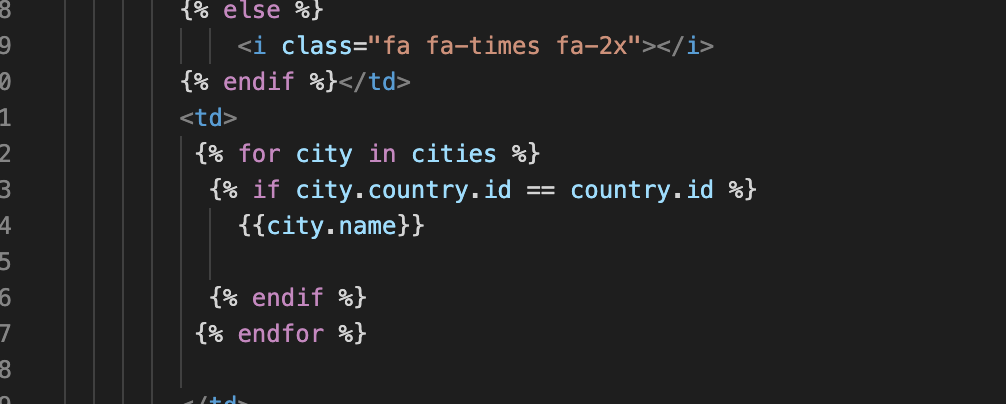 8 {% else %}
9 <i class="fa fa-times fa-2x"></i>
0 {% endif %}</td>
1 <td>
2 {% for city in cities %}
3 {% if city.country.id == country.id %}
4 {{city.name}}
5
6 {% endif %}
7 {% endfor %}
8
9 </td>